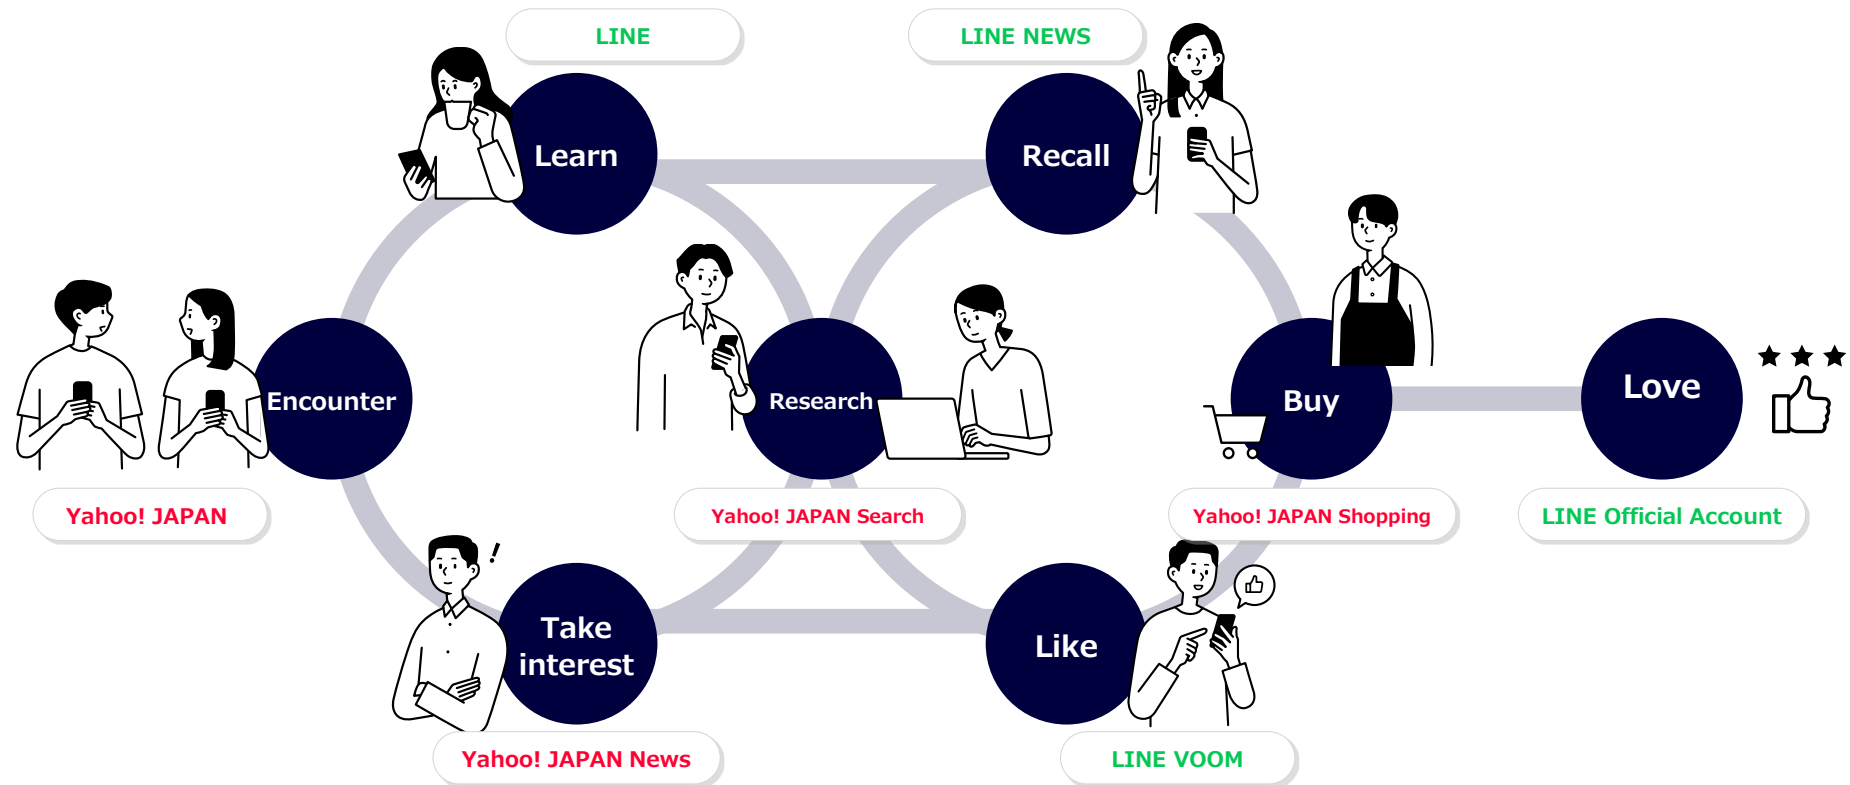 LINE
LINE NEWS
Learn
Recall
Encounter
Research
Buy
Love
Yahoo! JAPAN
Yahoo! JAPAN Search
Yahoo! JAPAN Shopping
LINE Official Account
!
Take
interest
Like
Yahoo! JAPAN News
LINE VOOM